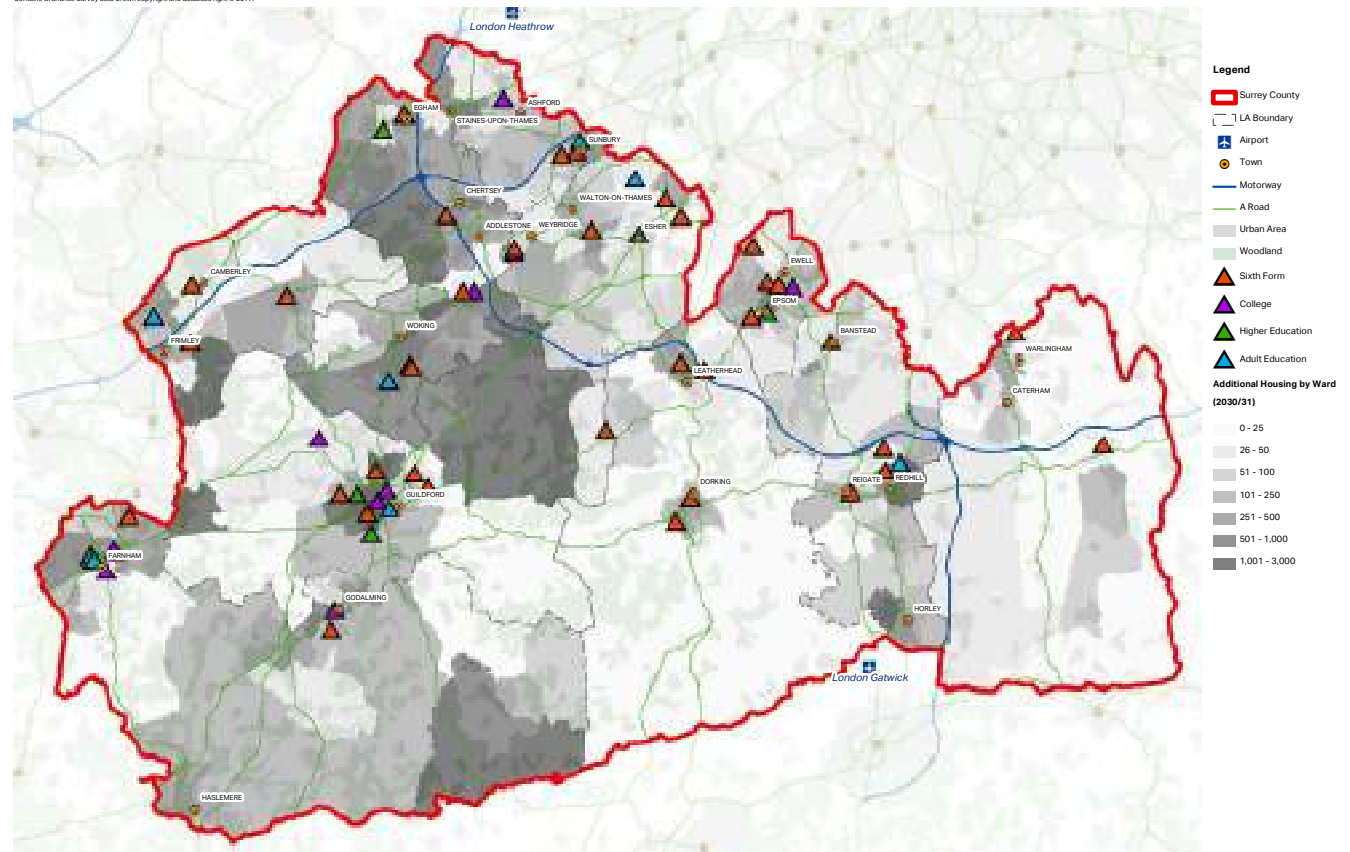 London Heathrow
EGHAM
ASHFORD
STAINES-UPON-THAMES
SUNBURY
CHERTSEY
WALTON-ON-THAMES
ADDLESTONE
WEYBRIDGE
ESHER
CAMBERLEY
EWELL
EPSOM
FRIMLEY
WOKING
BANSTEAD
WARLINGHAM
LEATHERHEAD
CATERHAM
DORKING
REIGATE
REDHILL
GUILDFORD
FARNHAM
GODALMING
HORLEY
London Gatwick
HASLEMERE
Legend
Surrey County
LA Boundary
Airport
Town
Motorway
A Road
Urban Area
Woodland
Sixth Form
College
Higher Education
Adult Education
Additional Housing by Ward
(2030/31)
0 - 25
26 - 50
51 - 100
101 - 250
251 - 500
501 - 1,000
1,001 - 3,000